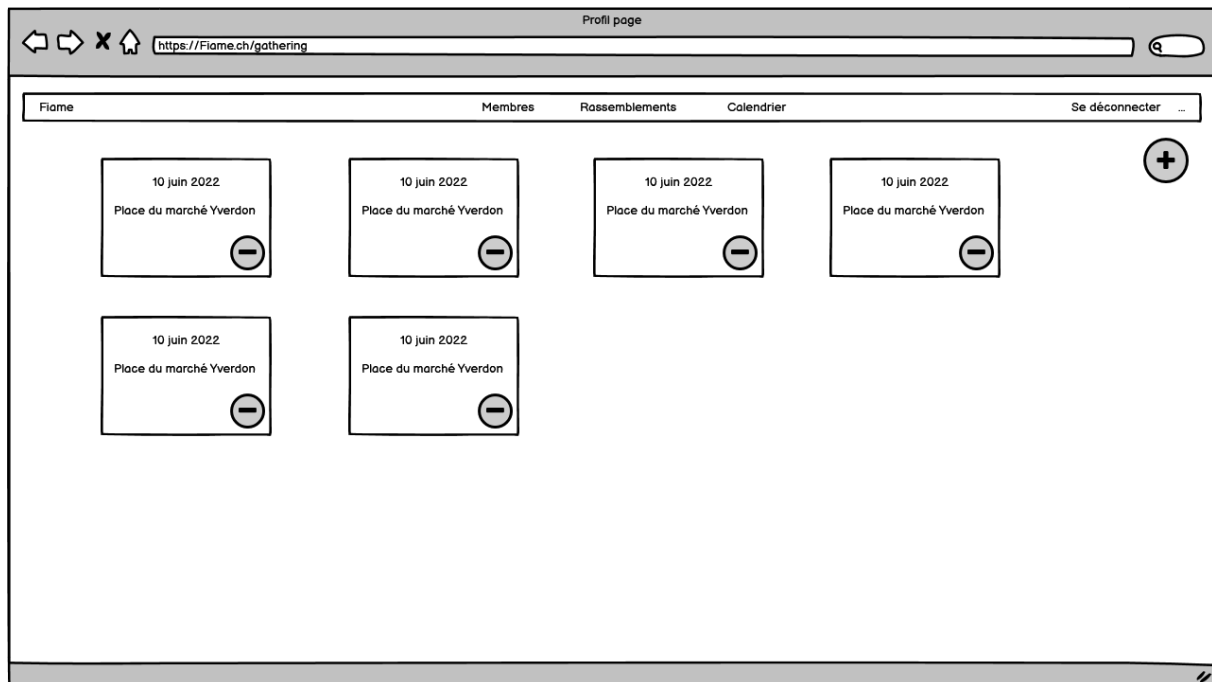 Profil page
https://Fiame.ch/gathering
Fiame Membres Rassemblements Calendrier Se déconnecter ...
10 juin 2022 10 juin 2022 10 juin 2022 10 juin 2022
Place du marché Yverdon Place du marché Yverdon Place du marché Yverdon Place du marché Yverdon
10 juin 2022 10 juin 2022
Place du marché Yverdon Place du marché Yverdon